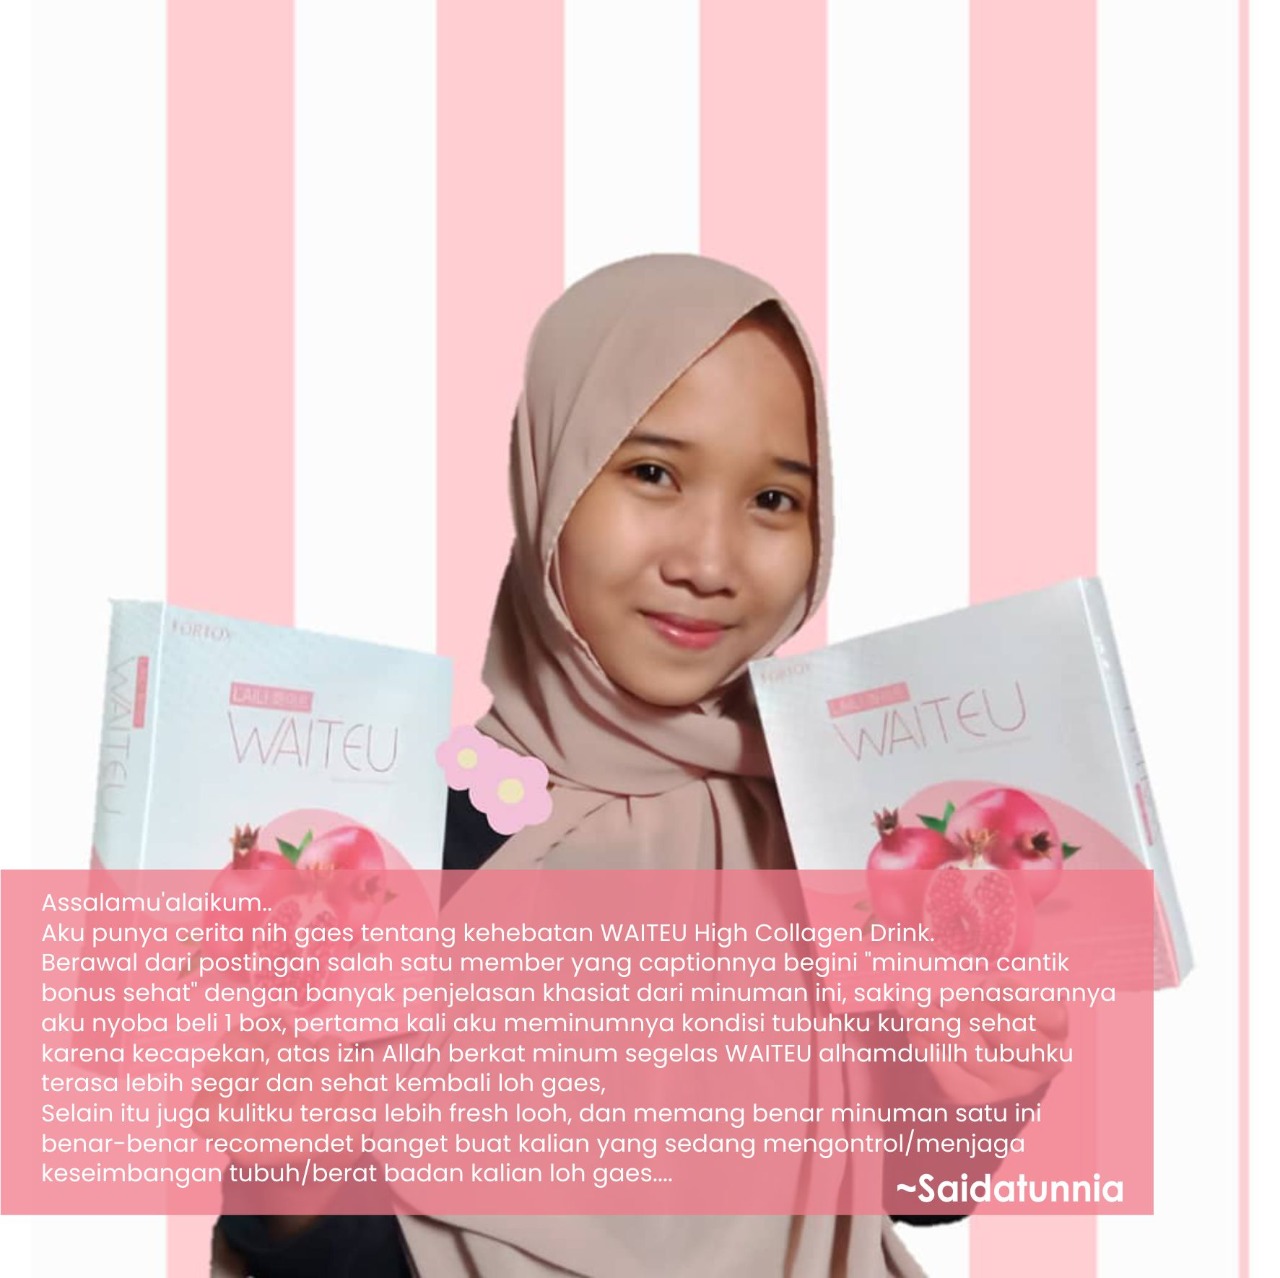 FORTOX
LAILI
WAITEU
WAITEU
FORTOX
LAILI
WAITEU
Assalamu'alaikum..
Aku punya cerita nih gaes tentang kehebatan WAITEU High Collagen Drink.
Berawal dari postingan salah satu member yang captionnya begini "minuman cantik
bonus sehat" dengan banyak penjelasan khasiat dari minuman ini, saking penasarannya
aku nyoba beli 1 box, pertama kali aku meminumnya kondisi tubuhku kurang sehat
karena kecapekan, atas izin Allah berkat minum segelas WAITEU alhamdulillh tubuhku
terasa lebih segar dan sehat kembali loh gaes,
Selain itu juga kulitku terasa lebih fresh looh, dan memang benar minuman satu ini
benar-benar recomendet banget buat kalian yang sedang mengontrol/menjaga
keseimbangan tubuh/berat badan kalian loh gaes....
~Saidatunnia